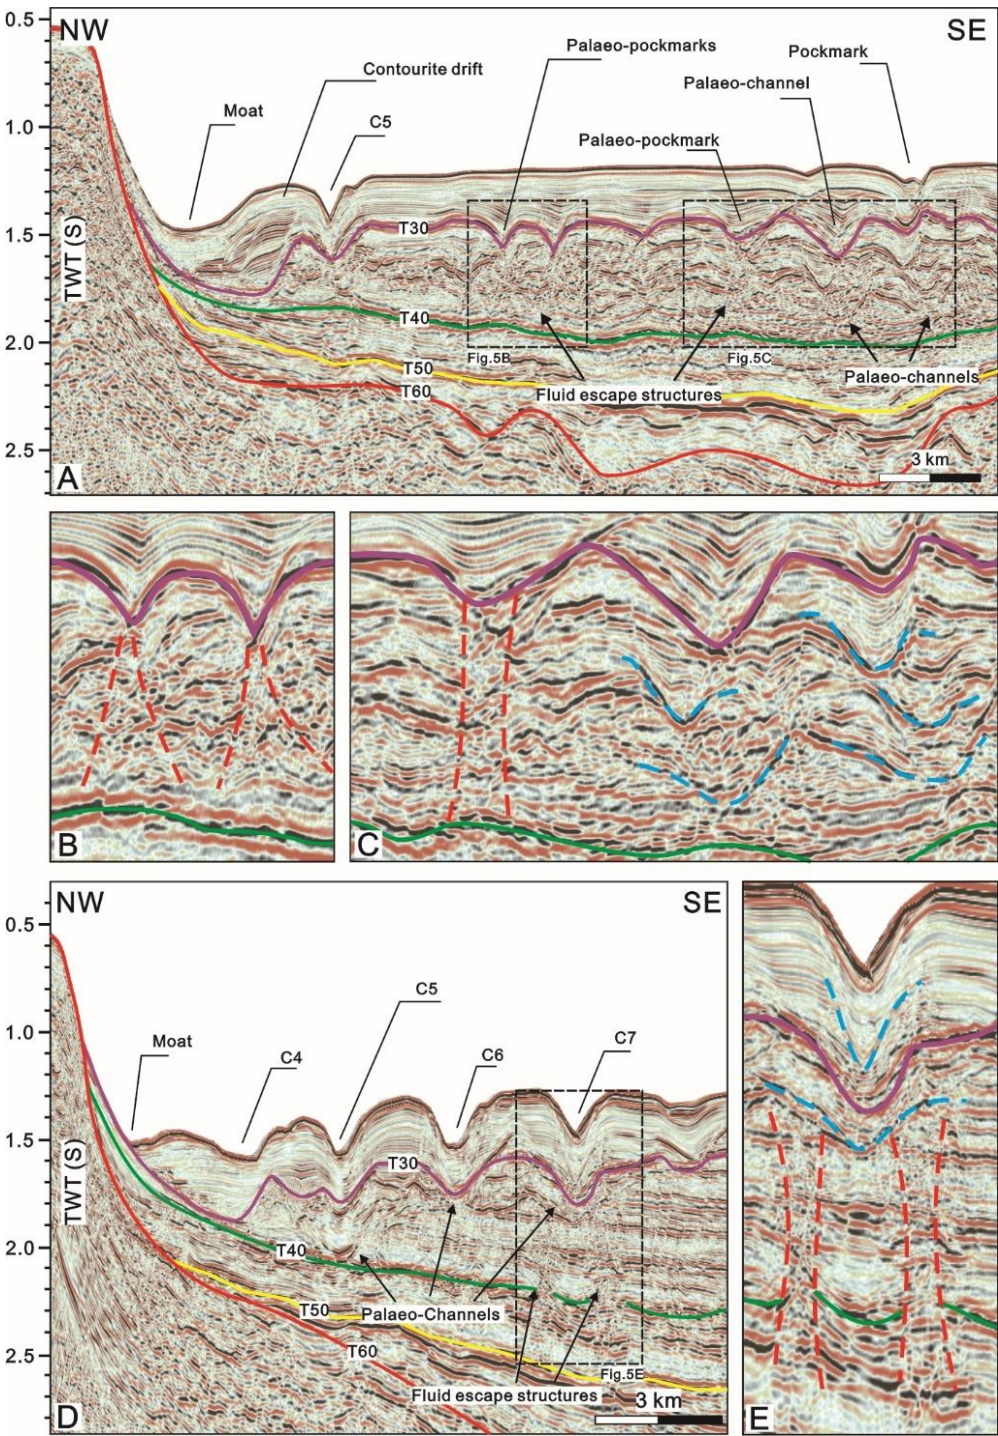 0.5
NW
SE
Palaeo-pockmarks
Pockmark
Contourite drift
Palaeo-channel
Moat
C5
1.0
Palaeo-pockmark
1.5
T30
TWT (S)
T40
2.0
Fig.5B
Fig.5C
T50
Palaeo-channels
T60
Fluid escape structures
2.5
3 km
A
B
C
NW
SE
0.5
C5
1.0
Moat
C4
C6
C7
1.5
T30
TWT (S)
2.0
T40
T50
Palaeo-Channels
T60
2.5
Fig.5E
Fluid escape structures
3 km
D
E